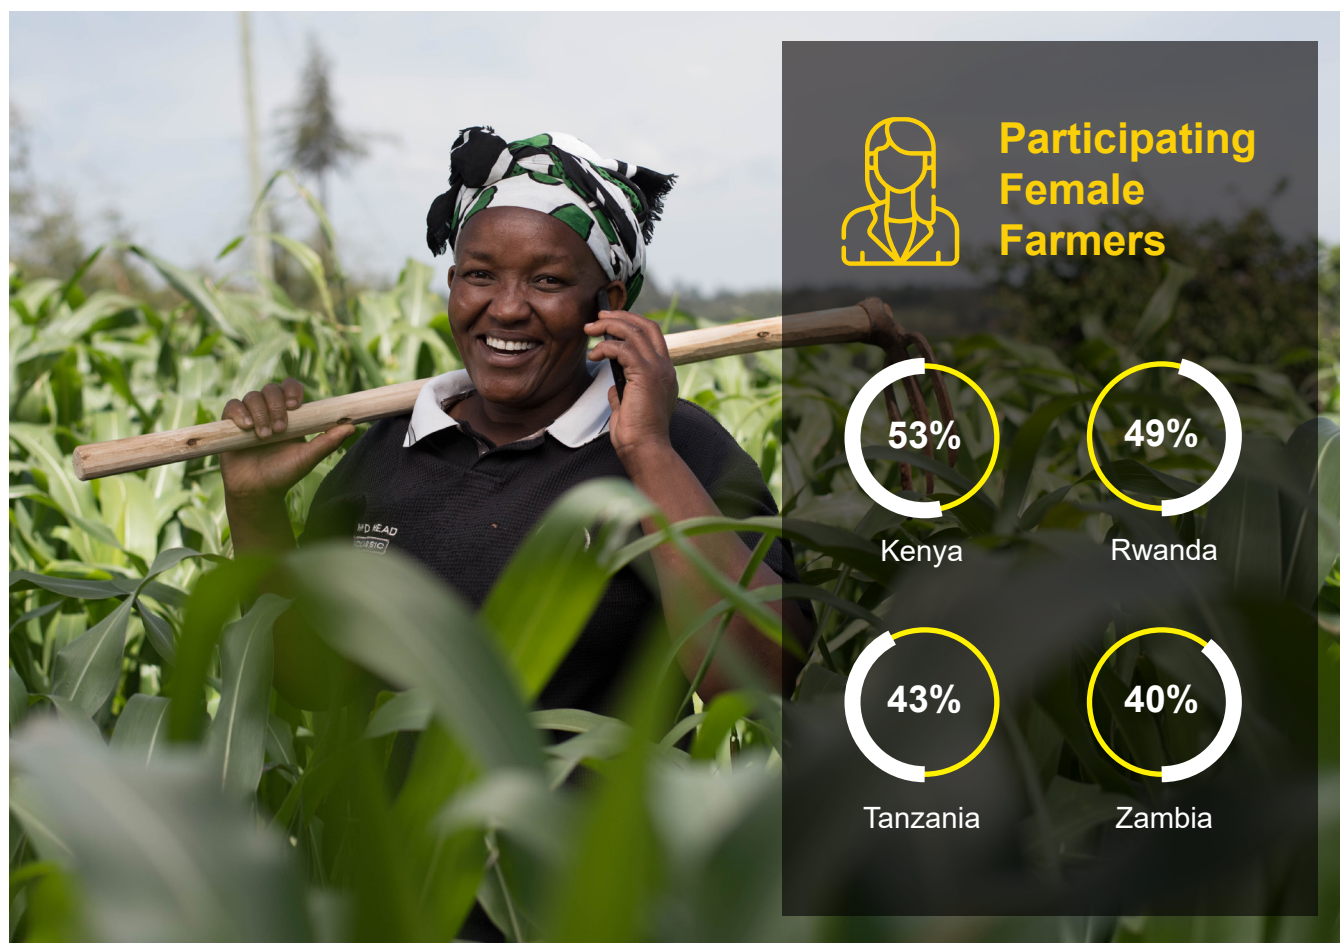 Participating
Female
Farmers
53%
49%
Kenya
Rwanda
43%
40%
Tanzania
Zambia